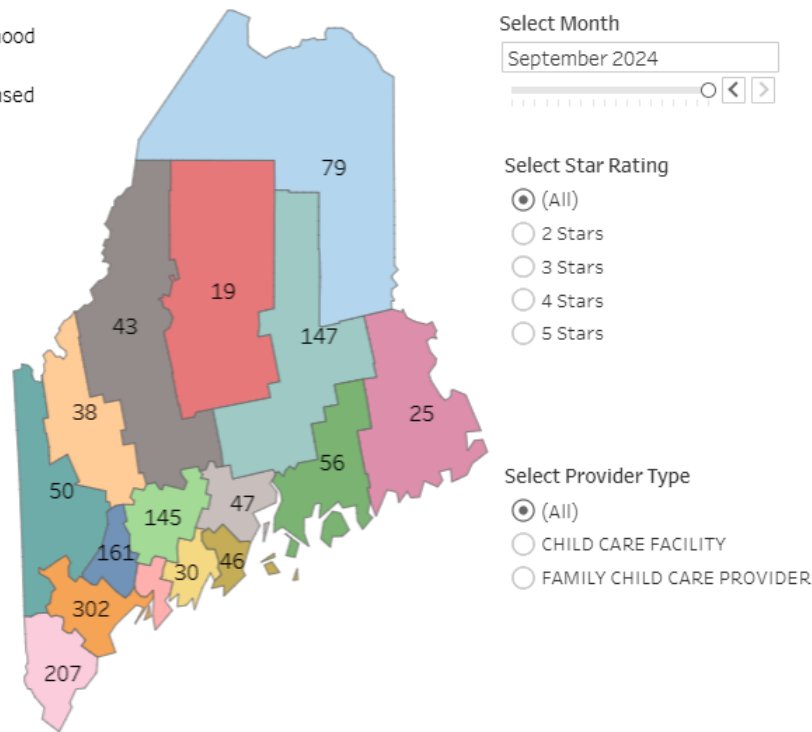 Select Month
September 2024
Select Star Rating
(All)
2 Stars
3 Stars
4 Stars
5 Stars
Select Provider Type
(All)
CHILD CARE FACILITY
FAMILY CHILD CARE PROVIDER
79
19
43
147
38
25
56
50
47
145
161
46
30
302
207